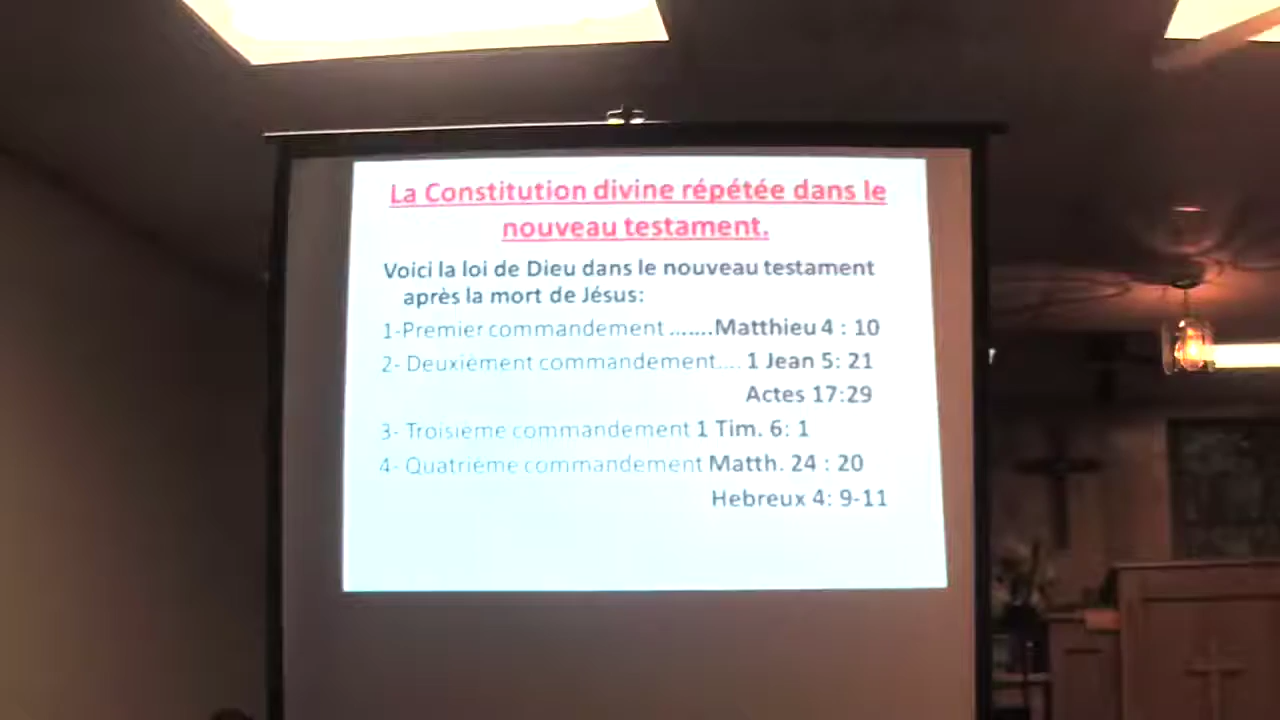 La Constitution divine répétée dans le
nouveau testament.
Voici la loi de Dieu dans le nouveau testament
après la mort de Jésus:
1-Premier commandement .......Matthieu 4 : 10
2- Deuxièment commandement.... 1 Jean 5: 21
Actes 17:29
3- Troisième commandement 1 Tim. 6: 1
4- Quatrième commandement Matth. 24 : 20
Hebreux 4: 9-11